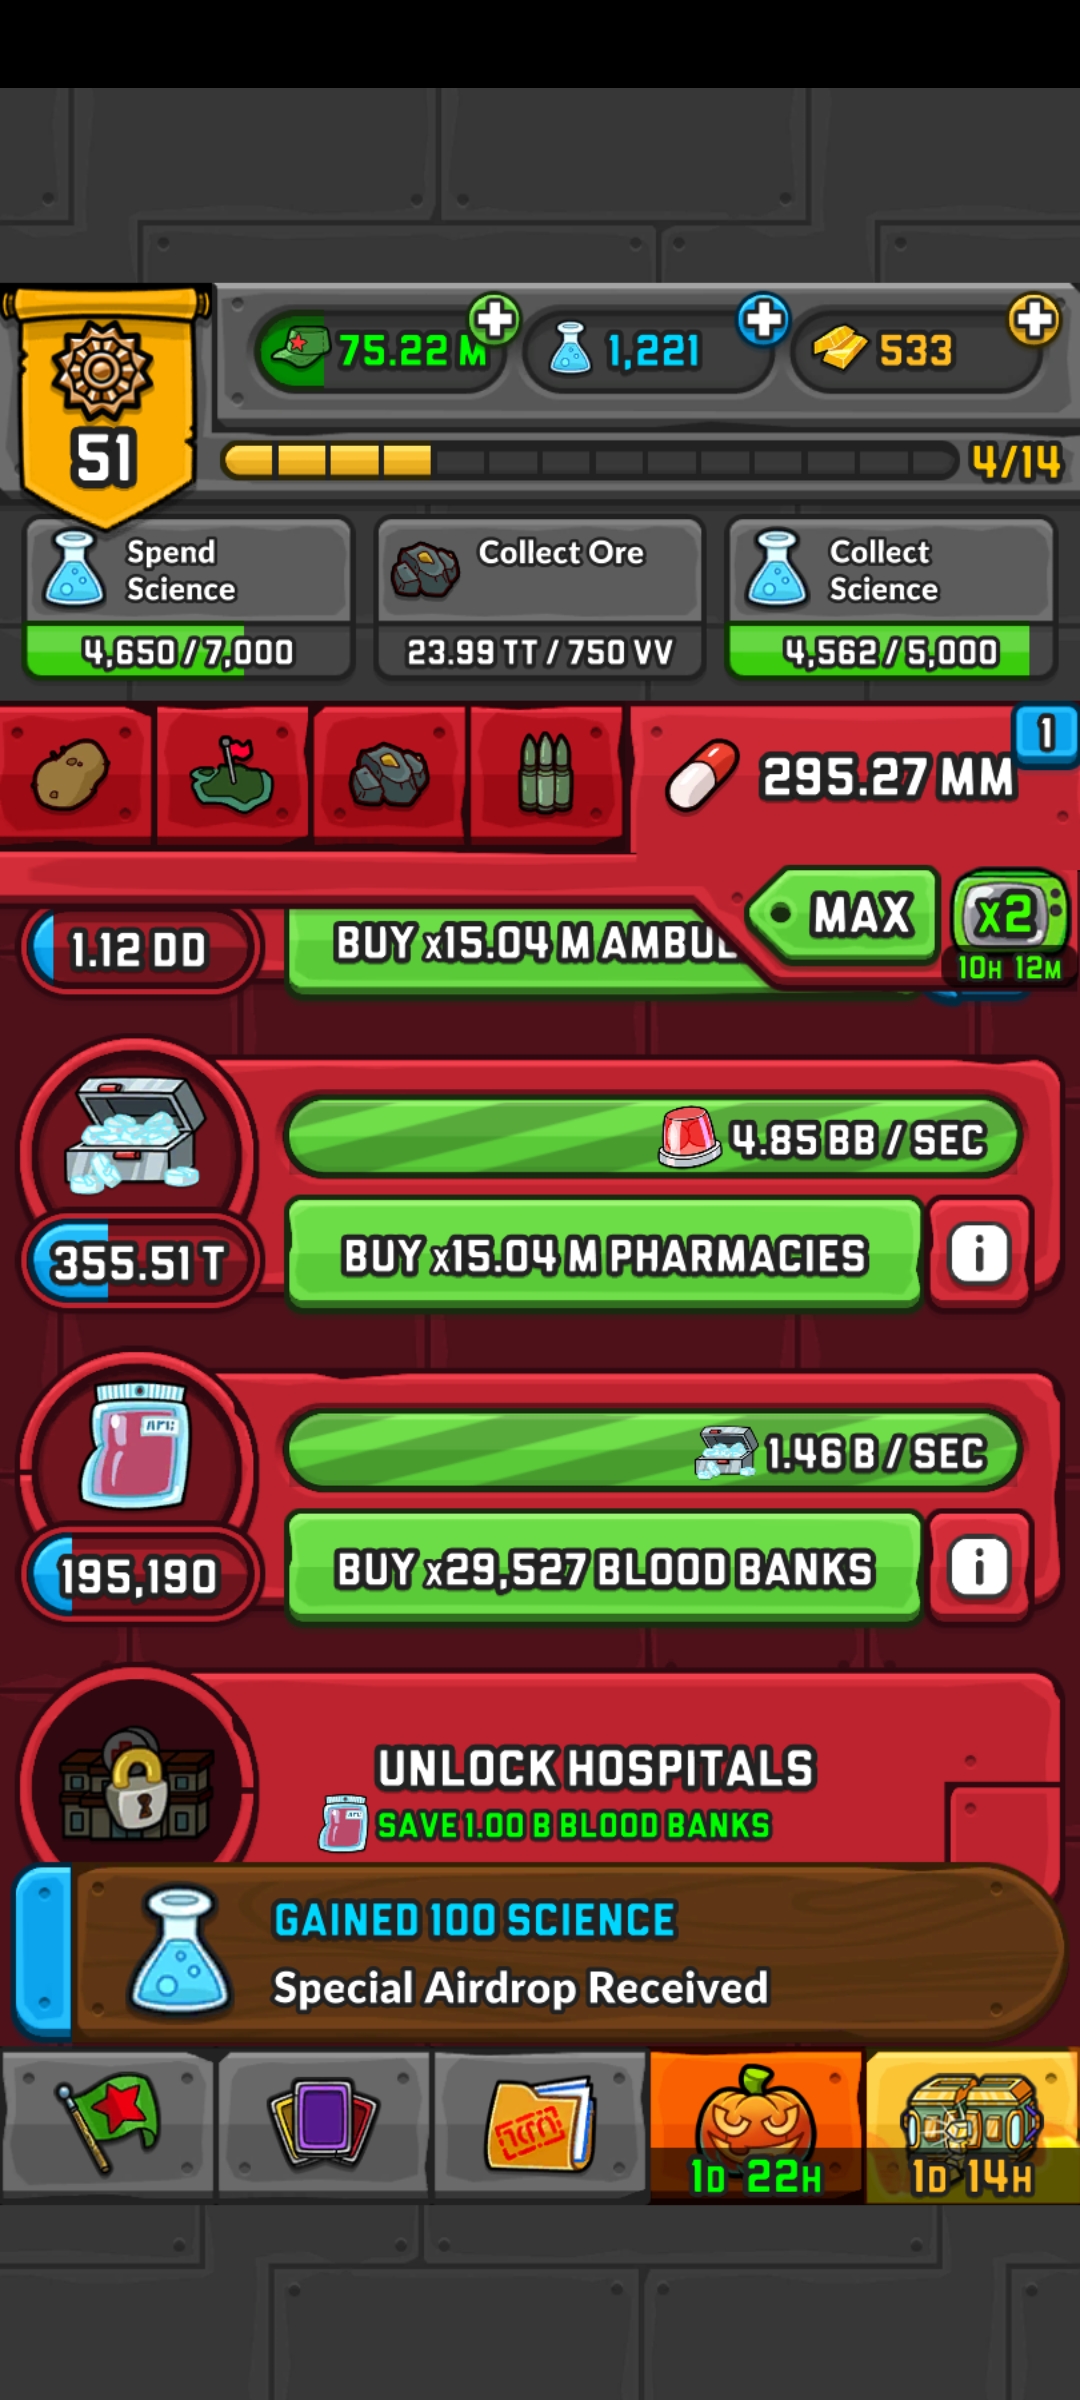 75.22 M
1,221
533
51
4/14
Spend
Science
4,650/7,000
Collect Ore
23.99 TT/750 VV
Collect
Science
4,562/5,000
1
295.27 MM
MAX
x2
10H 12M
1.12 DD
BUY x15.04 M AMBUL
4.85 BB/SEC
355.51 T
BUY x15.04 M PHARMACIES
i
1.46 B/SEC
195,190
BUY x29,527 BLOOD BANKS
i
UNLOCK HOSPITALS
SAVE 1.00 B BLOOD BANKS
GAINED 100 SCIENCE
Special Airdrop Received
1D 22H
1D 14H